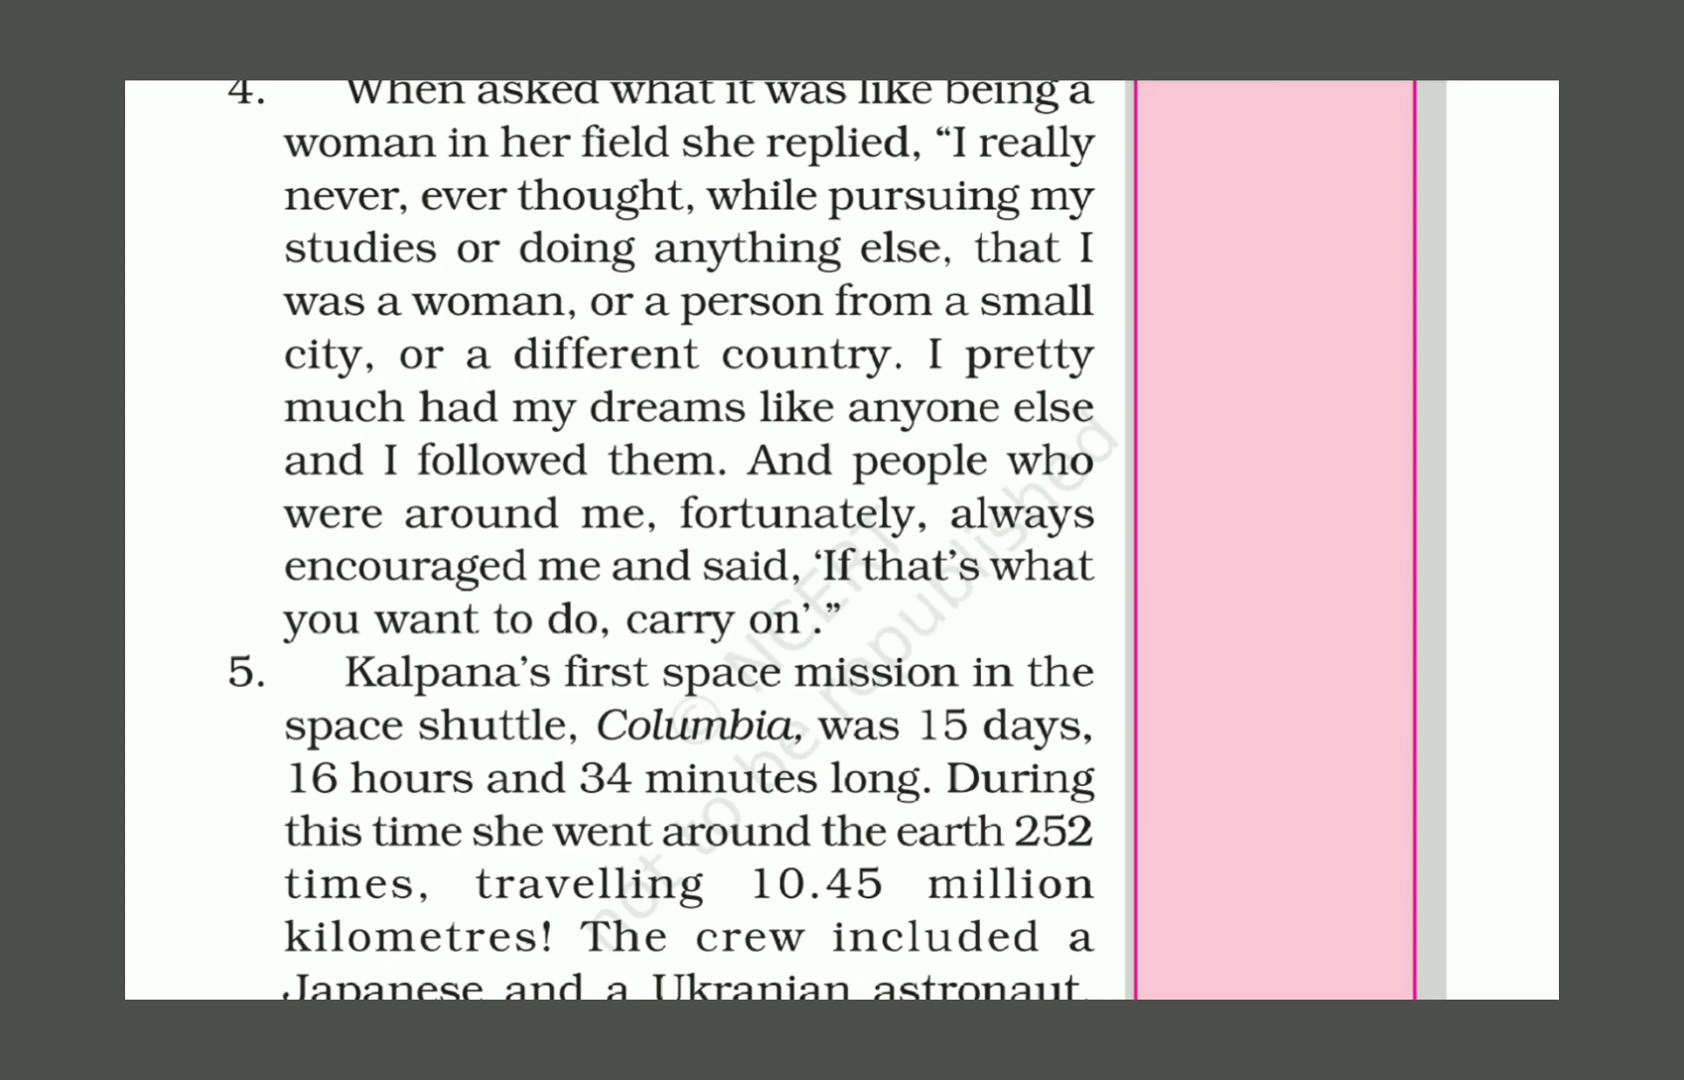 4. When asked what it was like being a
woman in her field she replied, “I really
never, ever thought, while pursuing my
studies or doing anything else, that I
was a woman, or a person from a small
city, or a different country. I pretty
much had my dreams like anyone else
and I followed them. And people who
were around me, fortunately, always
encouraged me and said, ‘If that’s what
you want to do, carry on’.”
5. Kalpana’s first space mission in the
space shuttle, Columbia, was 15 days,
16 hours and 34 minutes long. During
this time she went around the earth 252
times, travelling 10.45 million
kilometres! The crew included a
Japanese and a Ukranian astronaut.
© NCERT
not to be republished